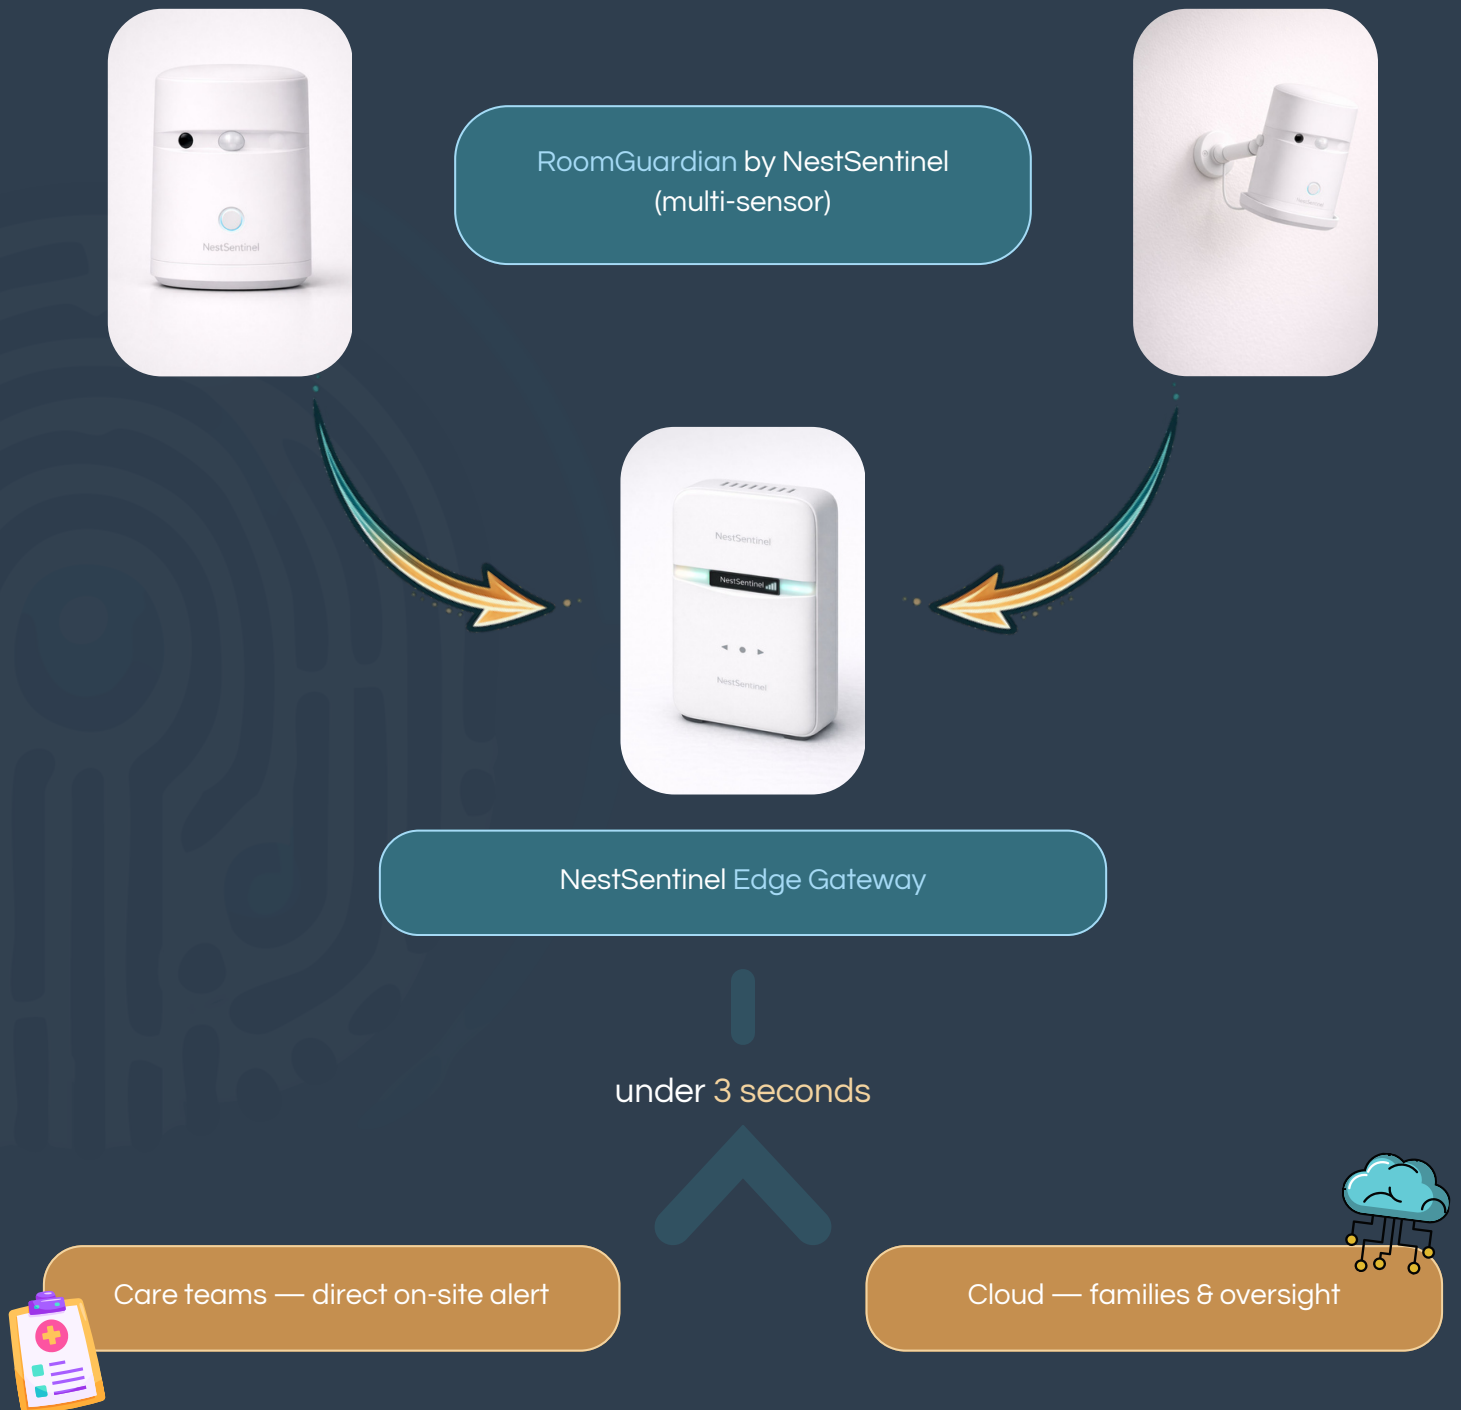 NestSentinel
RoomGuardian by NestSentinel
(multi-sensor)
NestSentinel
NestSentinel
NestSentinel
NestSentinel
NestSentinel Edge Gateway
under 3 seconds
Care teams — direct on-site alert
Cloud — families & oversight